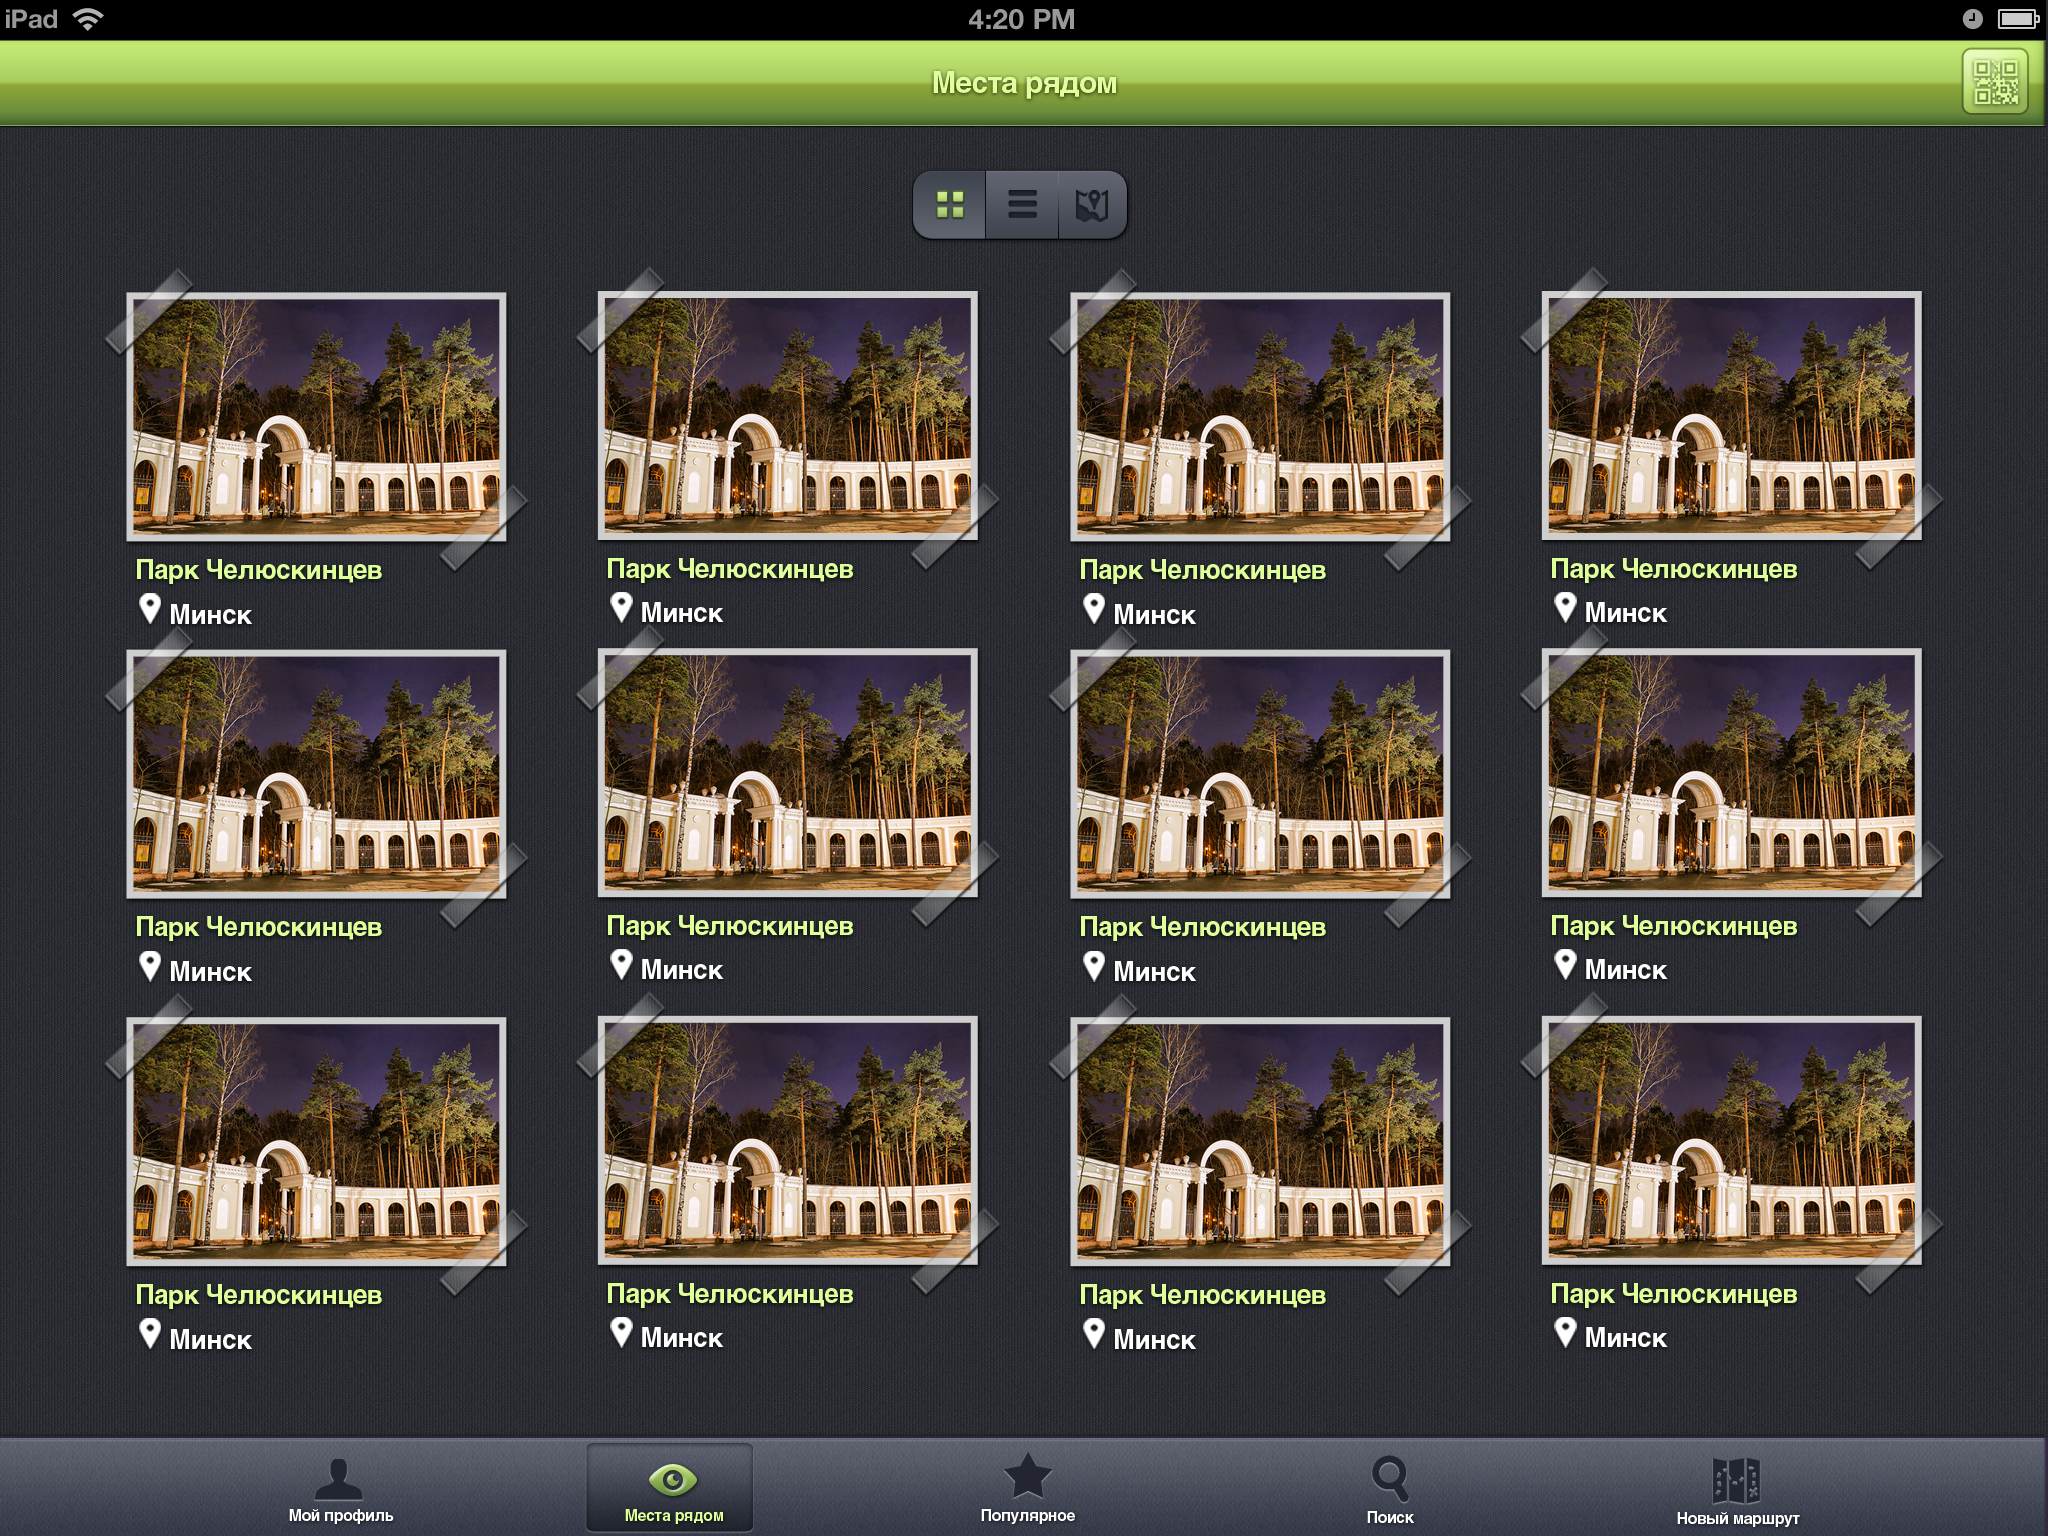 iPad
4:20 PM
Места рядом
Парк Челюскинцев
Парк Челюскинцев
Парк Челюскинцев
Парк Челюскинцев
Минск
Минск
Минск
Минск
Парк Челюскинцев
Парк Челюскинцев
Парк Челюскинцев
Парк Челюскинцев
Минск
Минск
Минск
Минск
Парк Челюскинцев
Парк Челюскинцев
Парк Челюскинцев
Парк Челюскинцев
Минск
Минск
Минск
Минск
Мой профиль
Места рядом
Популярное
Поиск
Новый маршрут